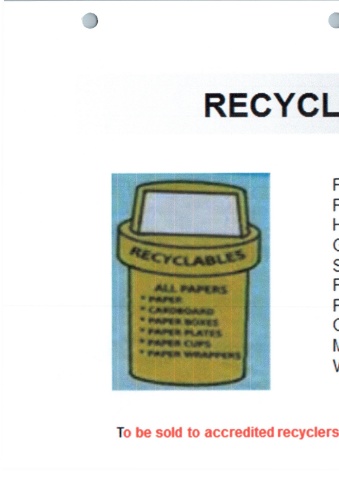 RECYCL
RECYCLABLES
ALL PAPERS
* PAPER
* CARDBOARD
* PAPER BOXES
* PAPER PLATES
* PAPER CUPS
* PAPER WRAPPERS
F
F
H
C
S
F
F
C
M
W
To be sold to accredited recyclers